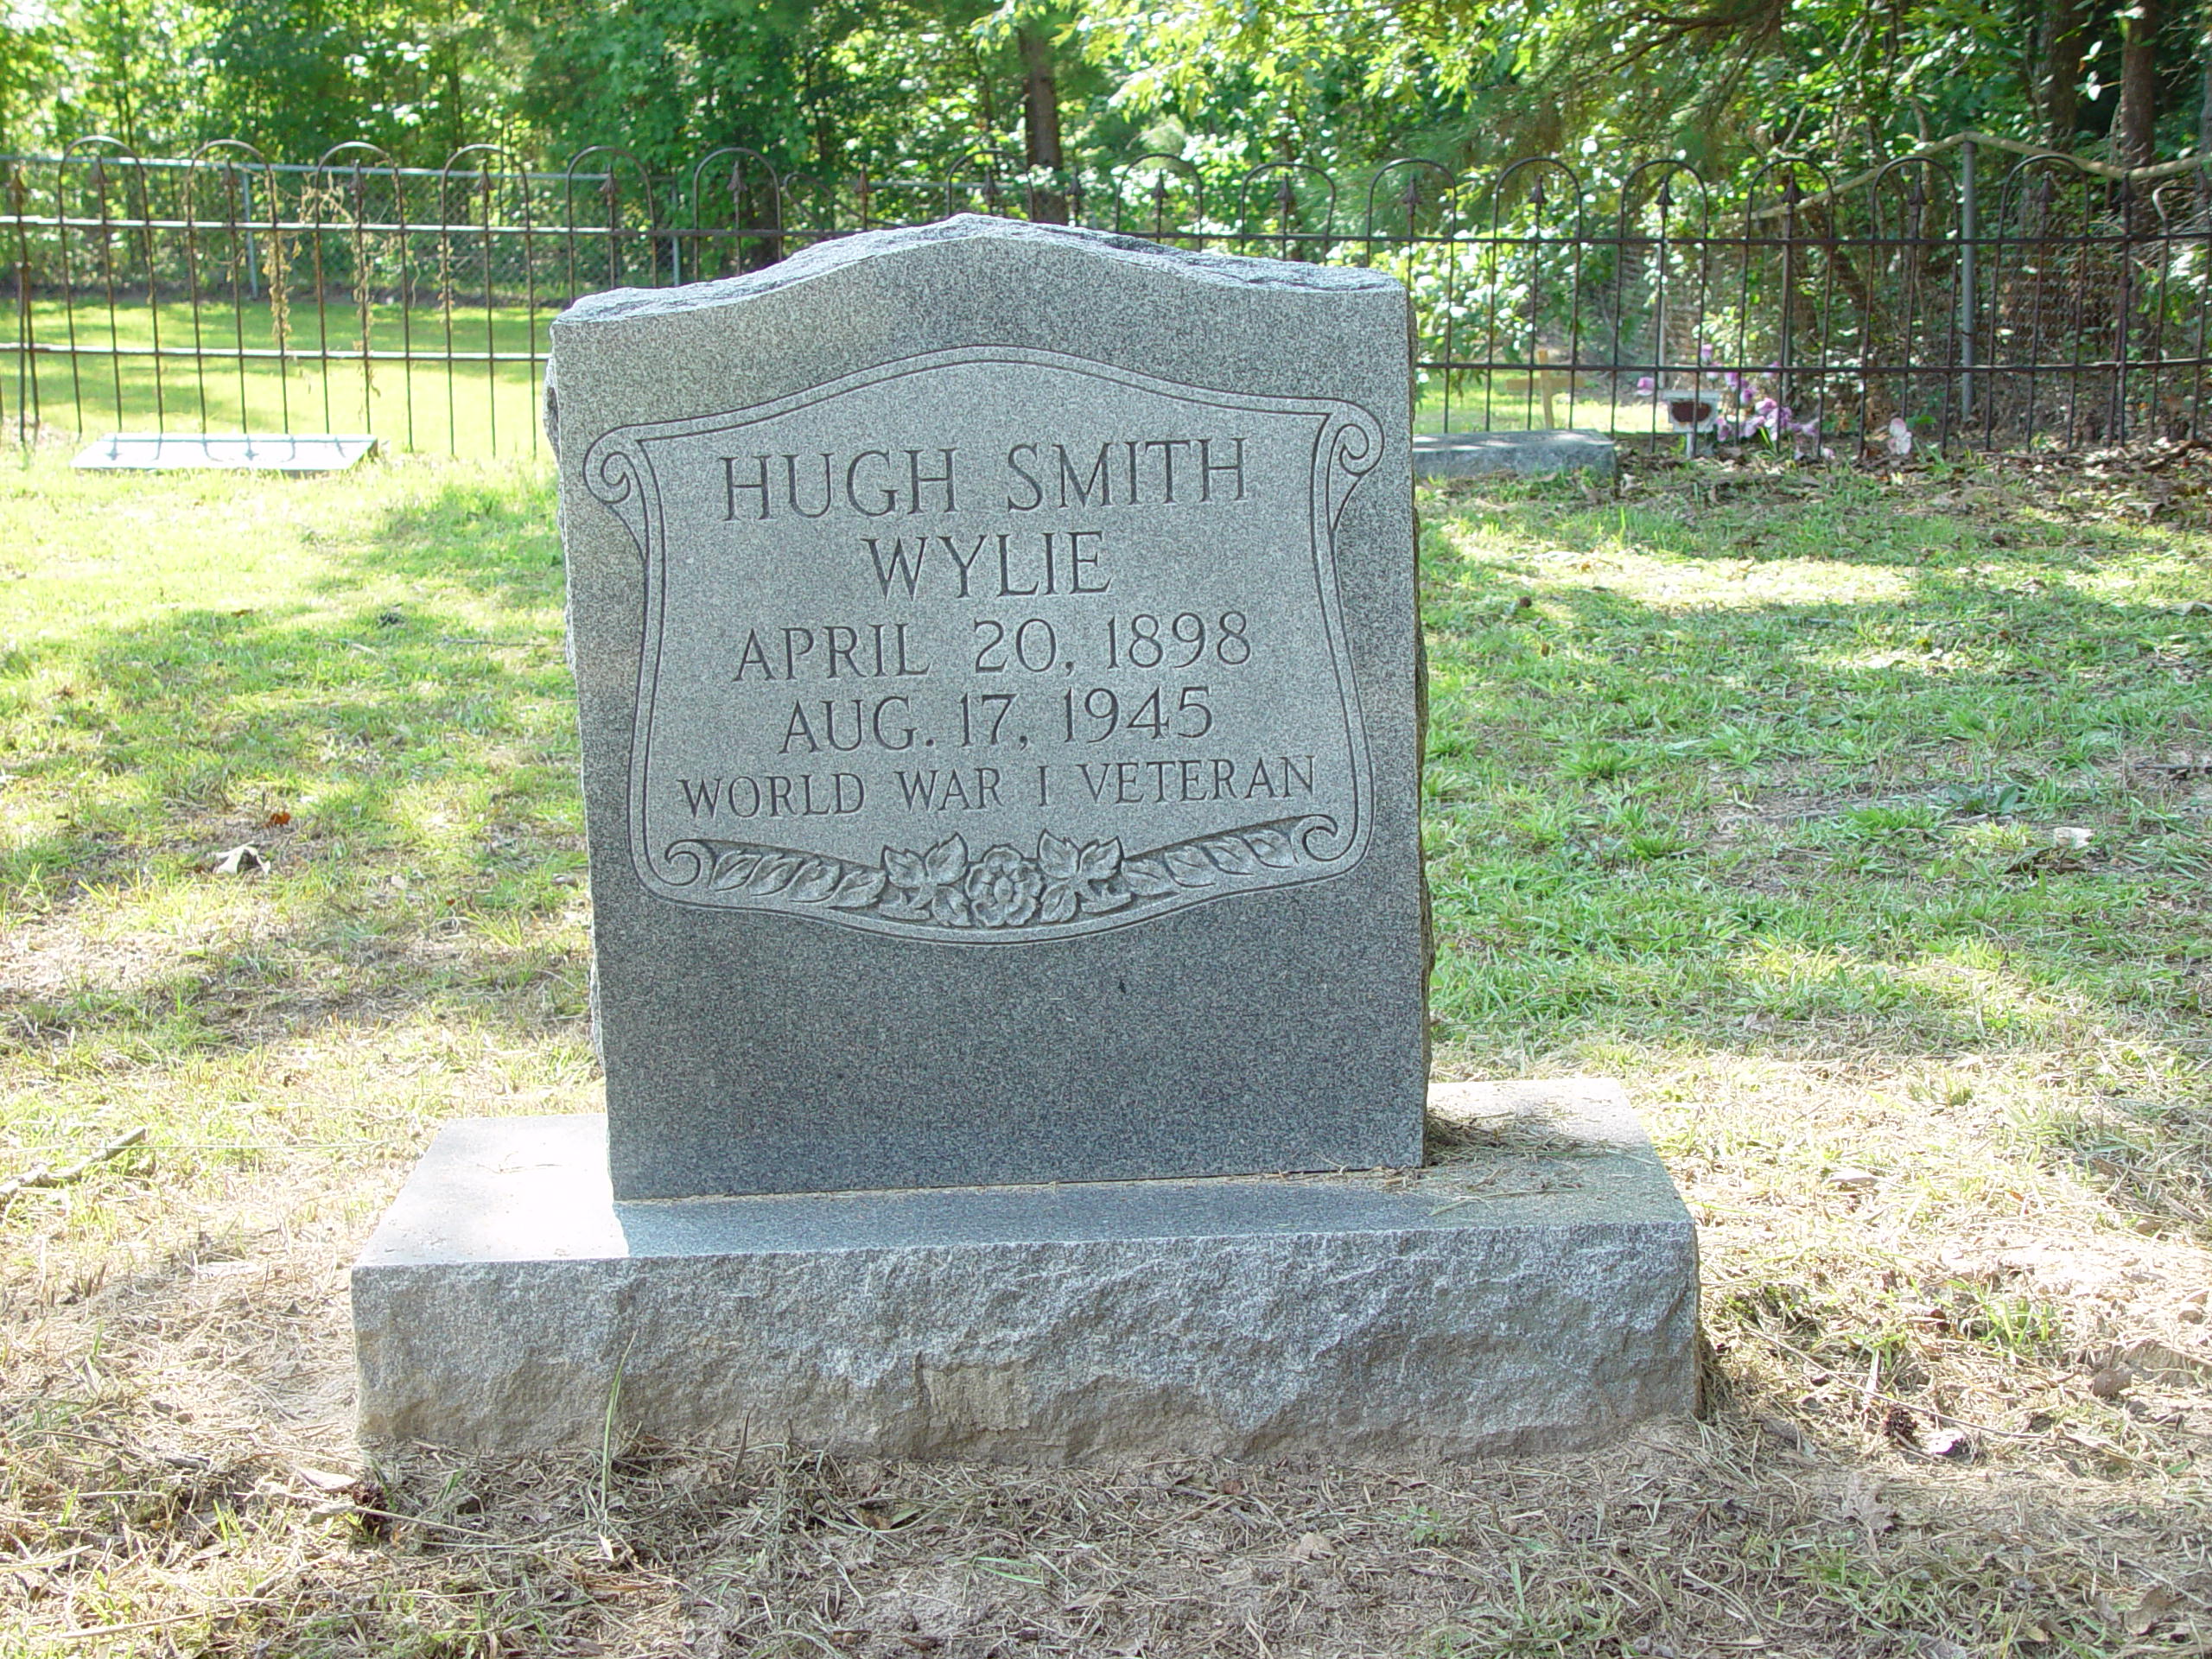 HUGH SMITH
WYLIE
APRIL 20, 1898
AUG. 17, 1945
WORLD WAR I VETERAN